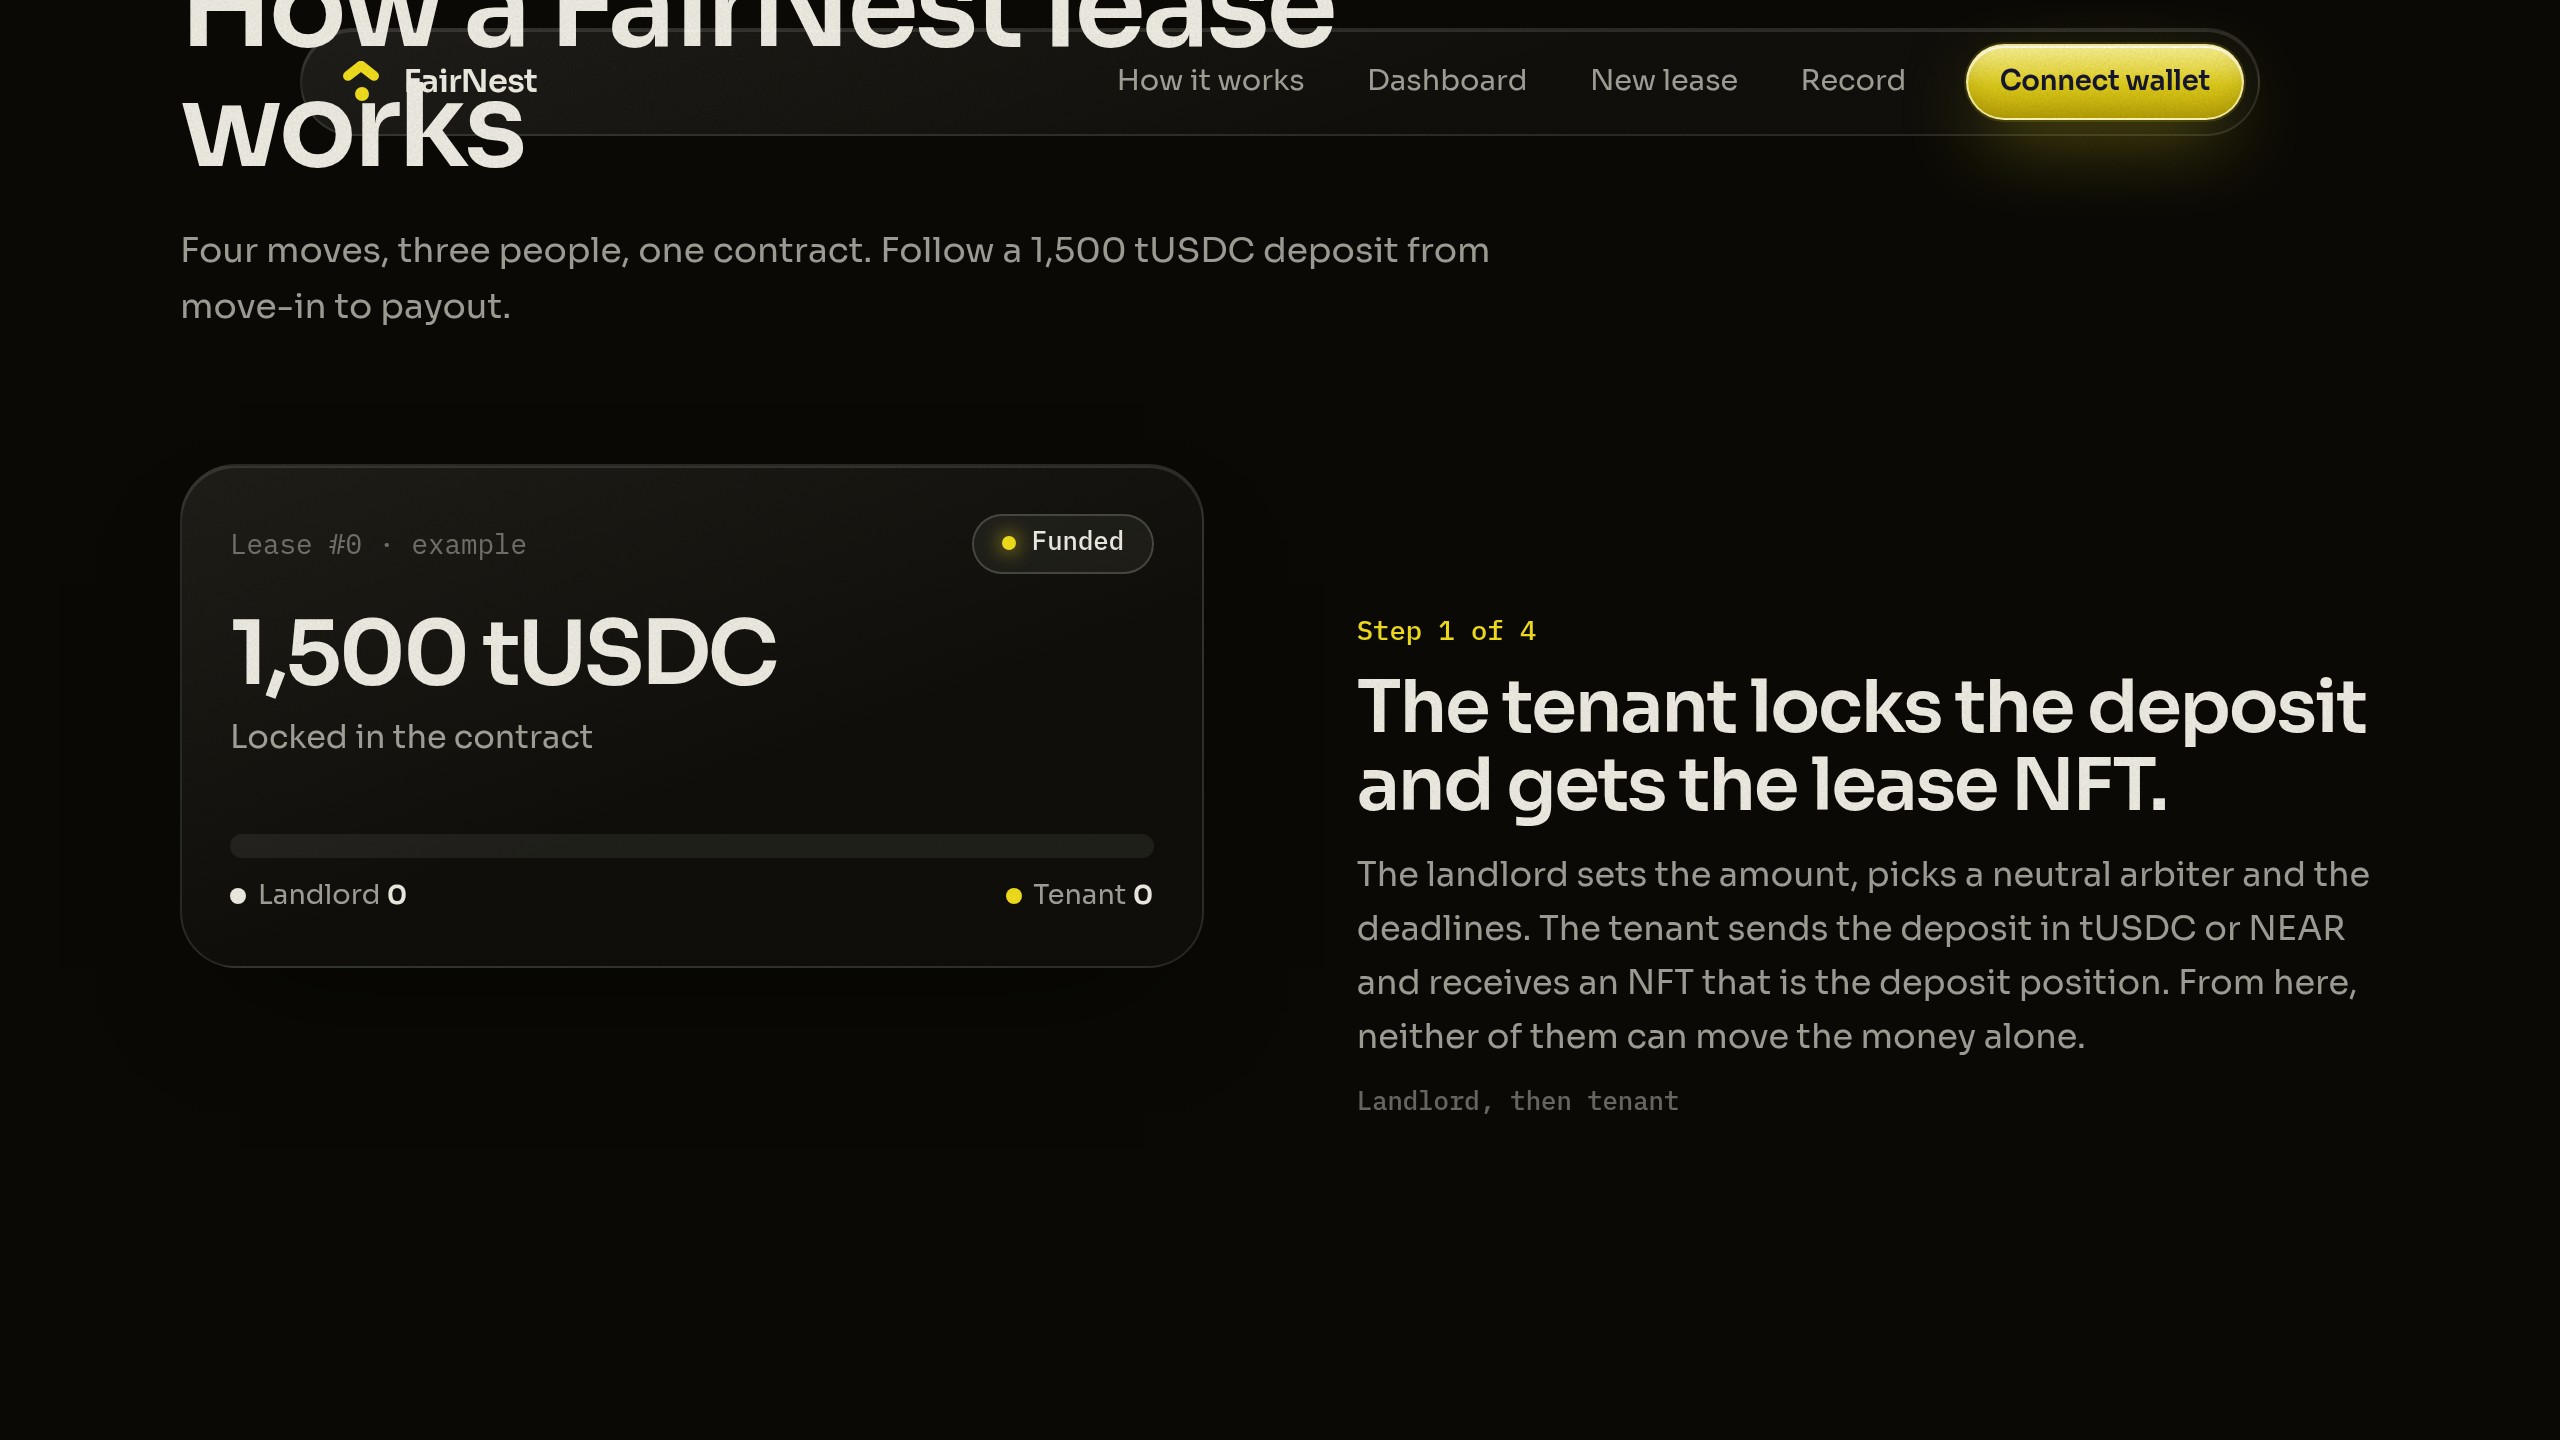 How a FairNest lease
works
FairNest
How it works
Dashboard
New lease
Record
Connect wallet
Four moves, three people, one contract. Follow a 1,500 tUSDC deposit from
move-in to payout.
Lease #0 · example
Funded
1,500 tUSDC
Locked in the contract
Landlord 0
Tenant 0
Step 1 of 4
The tenant locks the deposit
and gets the lease NFT.
The landlord sets the amount, picks a neutral arbiter and the
deadlines. The tenant sends the deposit in tUSDC or NEAR
and receives an NFT that is the deposit position. From here,
neither of them can move the money alone.
Landlord, then tenant